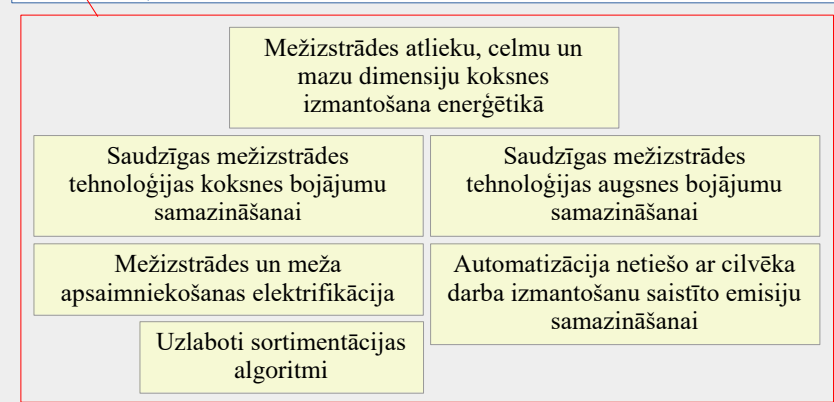 Mežizstrādes atlieku, celmu un
mazu dimensiju koksnes
izmantošana enerģētikā
Saudzīgas mežizstrādes
tehnoloģijas koksnes bojājumu
samazināšanai
Saudzīgas mežizstrādes
tehnoloģijas augsnes bojājumu
samazināšanai
Mežizstrādes un meža
apsaimniekošanas elektrifikācija
Automatizācija netiešo ar cilvēka
darba izmantošanu saistīto emisiju
samazināšanai
Uzlaboti sortimentācijas
algoritmi